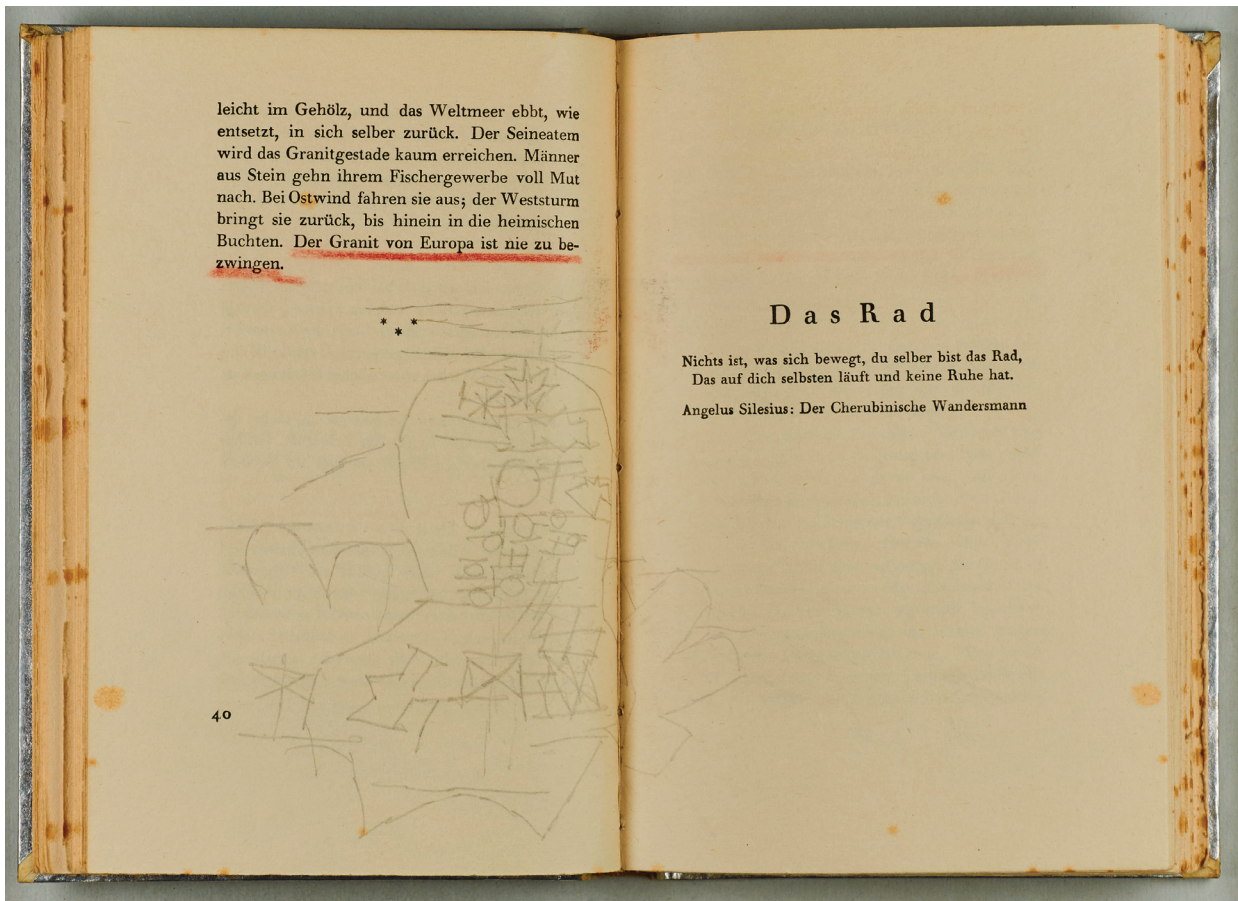 leicht im Gehölz, und das Weltmeer ebbt, wie
entsetzt, in sich selber zurück. Der Seineatem
wird das Granitgestade kaum erreichen. Männer
aus Stein gehn ihrem Fischergewerbe voll Mut
nach. Bei Ostwind fahren sie aus; der Weststurm
bringt sie zurück, bis hinein in die heimischen
Buchten. Der Granit von Europa ist nie zu be-
zwingen.
* * *
40
Das Rad
Nichts ist, was sich bewegt, du selber bist das Rad,
Das auf dich selbsten läuft und keine Ruhe hat.
Angelus Silesius: Der Cherubinische Wandersmann